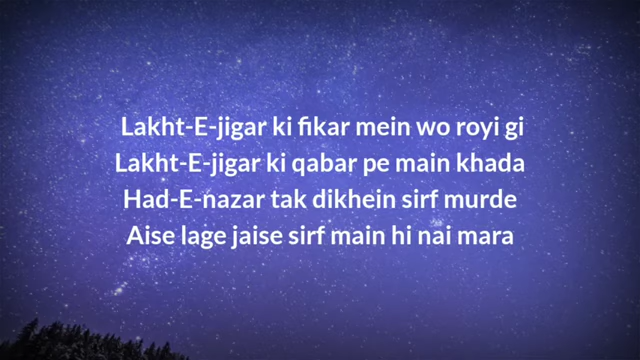 Lakht-E-jigar ki fikar mein wo royi gi
Lakht-E-jigar ki qabar pe main khada
Had-E-nazar tak dikhein sirf murde
Aise lage jaise sirf main hi nai mara